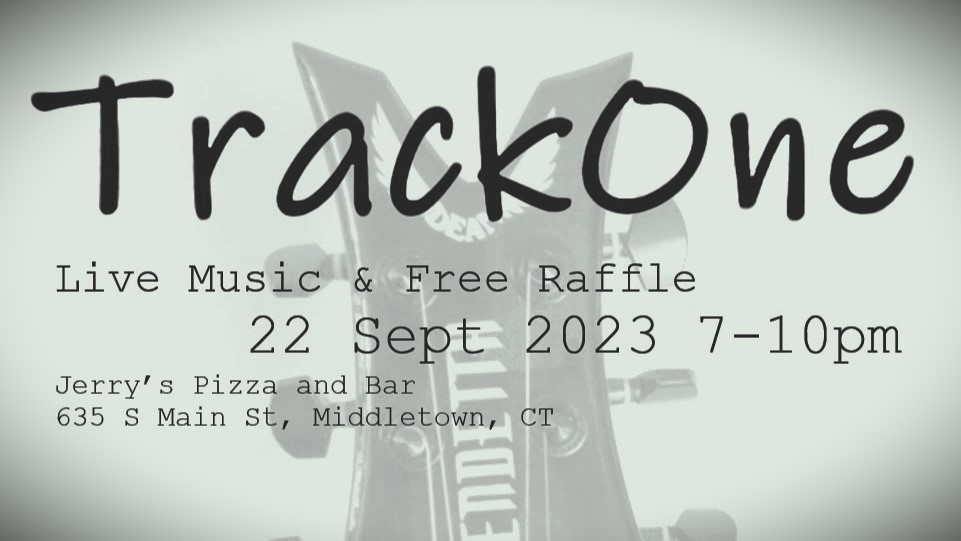 TrackOne
DEAN
Live Music & Free Raffle
22 Sept 2023 7-10pm
Jerry’s Pizza and Bar
635 S Main St, Middletown, CT